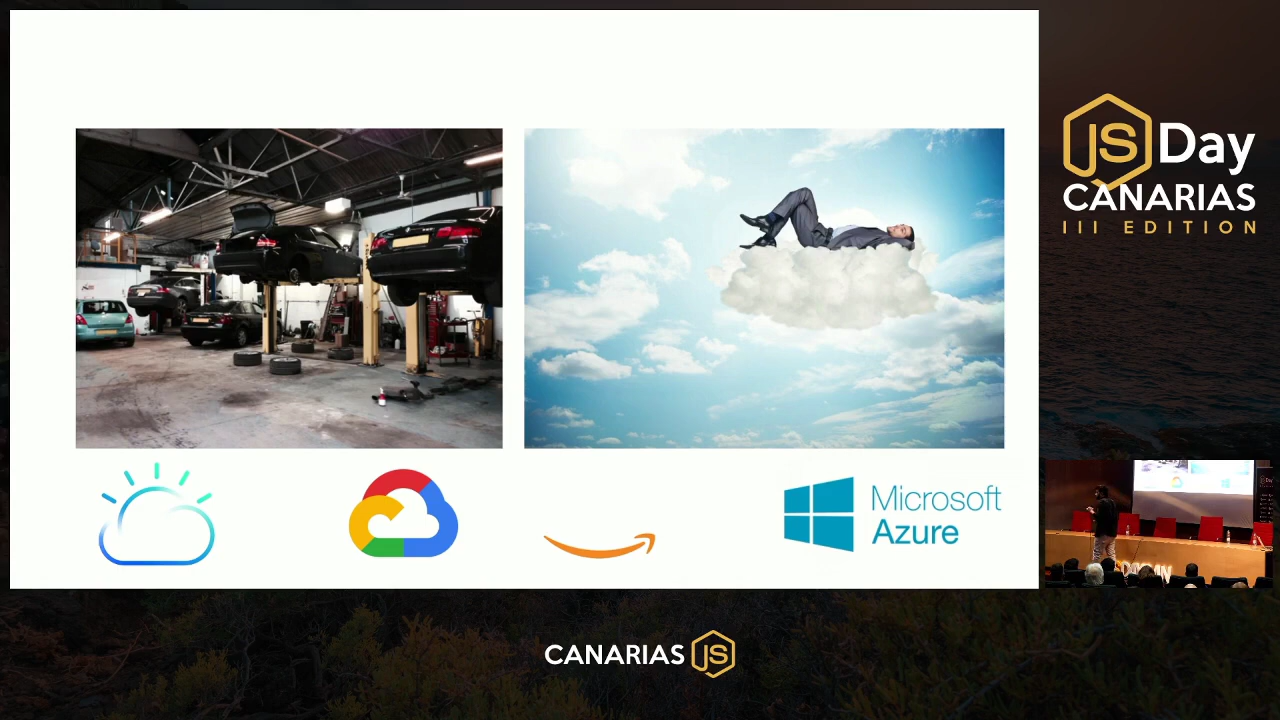 Microsoft
Azure
JS Day
CANARIAS
III EDITION
CANARIAS JS